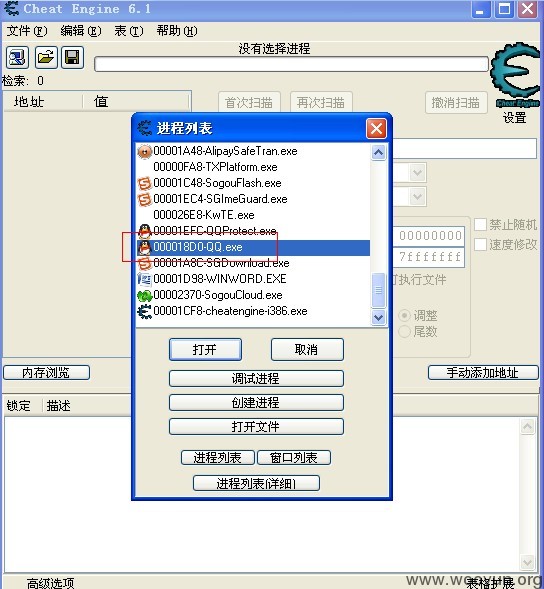 Cheat Engine 6.1
文件(F) 编辑(E) 表(T) 帮助(H)
没有选择进程
检索: 0
地址 值
首次扫描 再次扫描 撤消扫描
Cheat Engine
设置
进程列表
00001A48-AlipaySafeTran.exe
00000FA8-TXPlatform.exe
00001C48-SogouFlash.exe
00001EC4-SGImeGuard.exe
000026E8-KwTE.exe
00001EFC-QQProtect.exe
000018D0-QQ.exe
00001A8C-SGDownload.exe
00001D98-WINWORD.EXE
00002370-SogouCloud.exe
00001CF8-cheatengine-i386.exe
禁止随机
00000000
速度修改
7fffffff
可执行文件
调整
尾数
打开 取消
内存浏览 手动添加地址
调试进程
创建进程
打开文件
锁定 描述
进程列表 窗口列表
进程列表(详细)
高级选项 表格扩展
www.wooyun.org